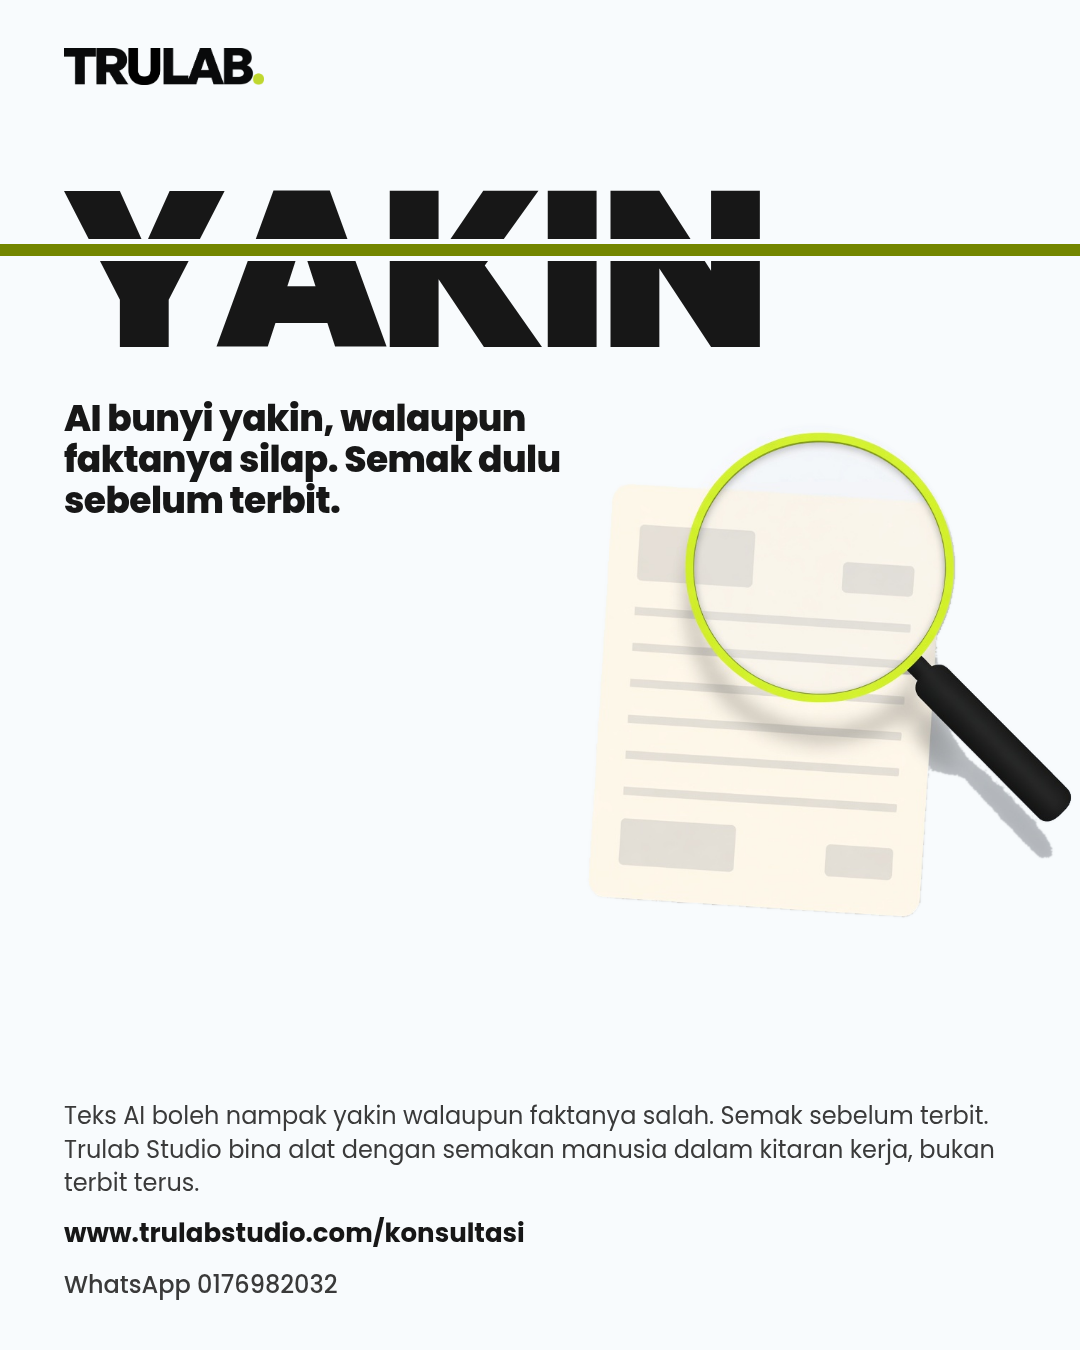 TRULAB.
YAKIN
AI bunyi yakin, walaupun
faktanya silap. Semak dulu
sebelum terbit.
Teks AI boleh nampak yakin walaupun faktanya salah. Semak sebelum terbit.
Trulab Studio bina alat dengan semakan manusia dalam kitaran kerja, bukan
terbit terus.
www.trulabstudio.com/konsultasi
WhatsApp 0176982032